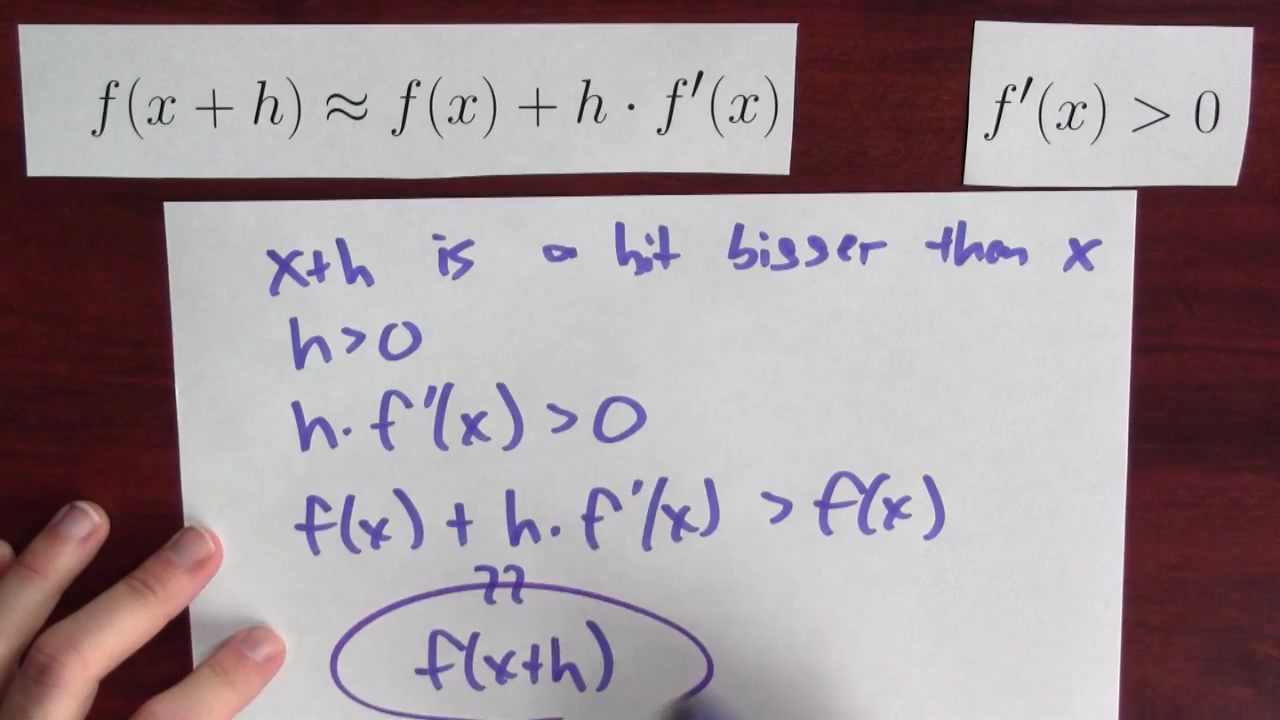 f(x + h) ≈ f(x) + h · f′(x)
f′(x) > 0
x+h is a bit bigger than x
h>0
h·f'(x) >0
f(x) + h·f'(x) > f(x)
≈
f(x+h)